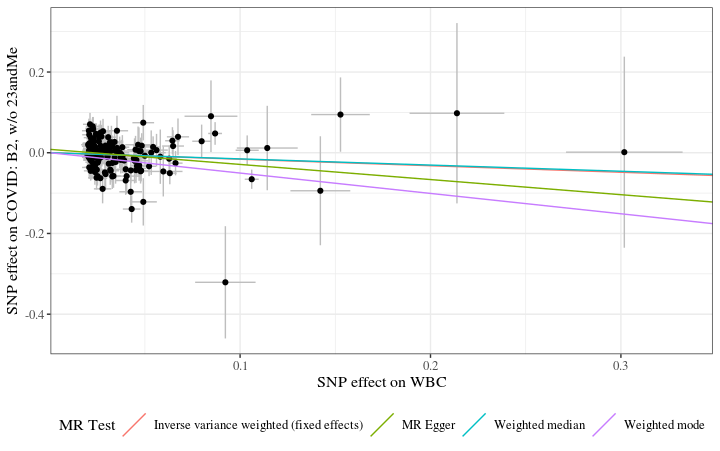 SNP effect on COVID: B2, w/o 23andMe
0.2
0.0
-0.2
-0.4
0.1 0.2 0.3
SNP effect on WBC
MR Test Inverse variance weighted (fixed effects) MR Egger Weighted median Weighted mode